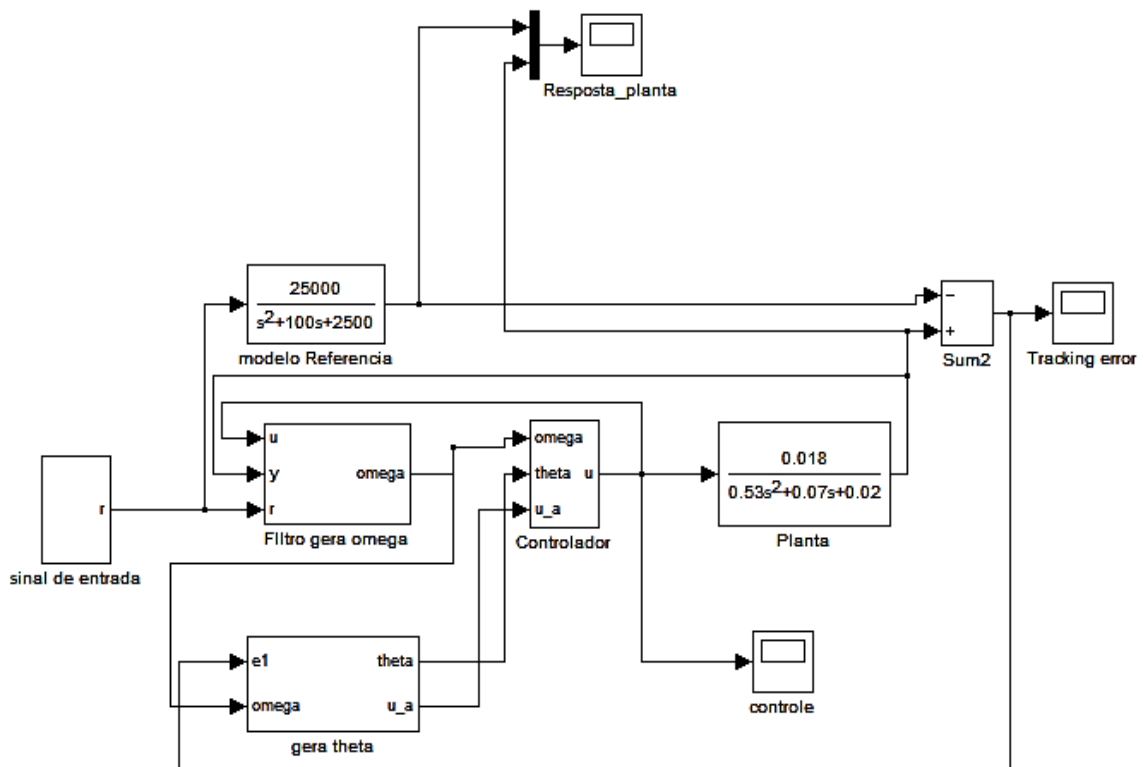 Resposta_planta
25000
s²+100s+2500
modelo Referencia
-
+
Sum2
Tracking error
u
y
r
omega
FIltro gera omega
omega
theta
u_a
u
Controlador
0.018
0.53s²+0.07s+0.02
Planta
r
sinal de entrada
e1
omega
theta
u_a
gera theta
controle